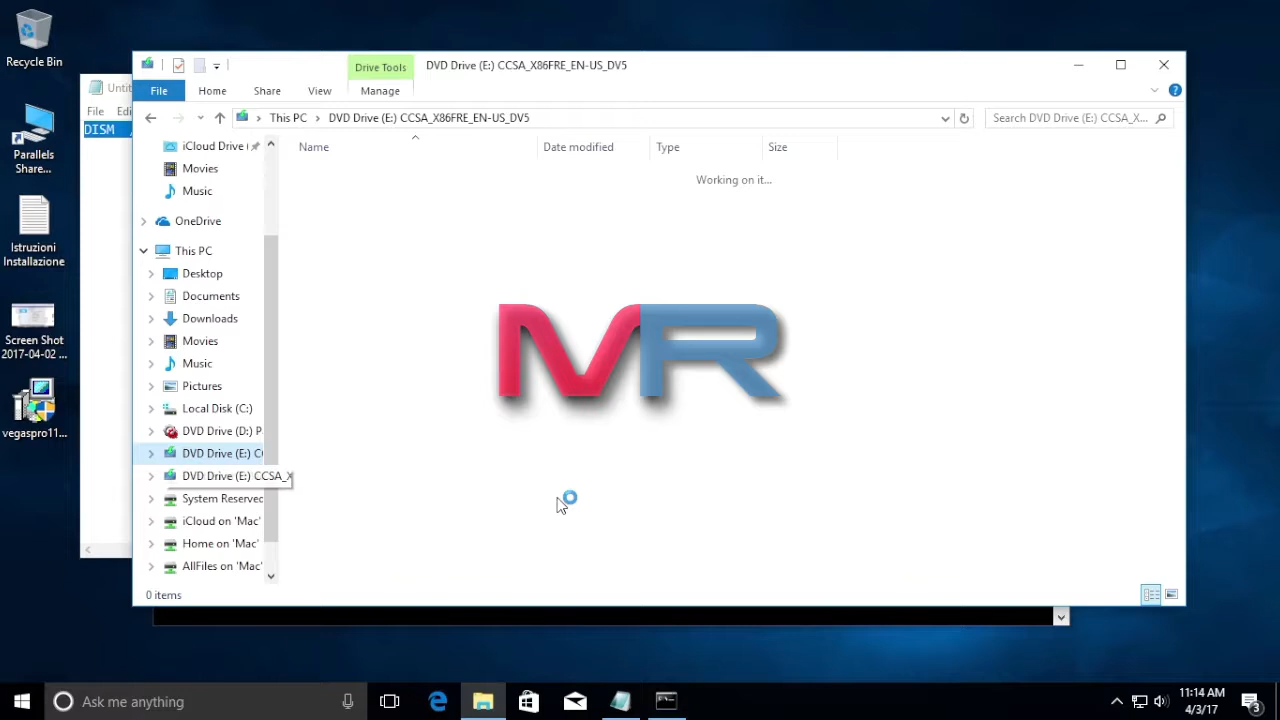 Recycle Bin
Parallels
Share...
Istruzioni
Installazione
Screen Shot
2017-04-02 ...
vegaspro11...
File
DISM
Drive Tools
DVD Drive (E:) CCSA_X86FRE_EN-US_DV5
File
Home
Share
View
Manage
This PC
DVD Drive (E:) CCSA_X86FRE_EN-US_DV5
Search DVD Drive (E:) CCSA_X...
Name
Date modified
Type
Size
Working on it...
iCloud Drive
Movies
Music
OneDrive
This PC
Desktop
Documents
Downloads
Movies
Music
Pictures
Local Disk (C:)
DVD Drive (D:) P
DVD Drive (E:) C
DVD Drive (E:) CCSA_X
System Reserved
iCloud on 'Mac'
Home on 'Mac'
AllFiles on 'Mac'
MR
0 items
Ask me anything
11:14 AM
4/3/17
3